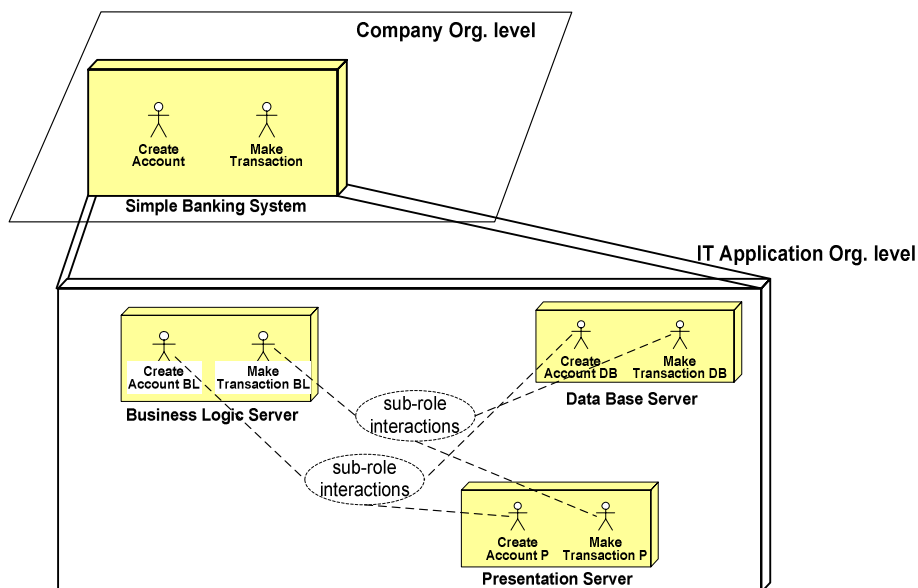 Company Org. level
Create
Account
Make
Transaction
Simple Banking System
IT Application Org. level
Create
Account BL
Make
Transaction BL
Business Logic Server
Create
Account DB
Make
Transaction DB
Data Base Server
sub-role
interactions
sub-role
interactions
Create
Account P
Make
Transaction P
Presentation Server